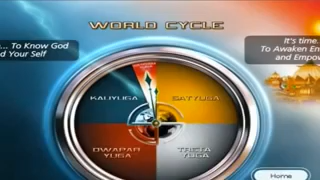 WORLD CYCLE
... To Know God
d Your Self
It's time.
To Awaken En
and Empow
KALIYUGA
SATYUGA
DWAPAR
YUGA
TRETA
YUGA
Home